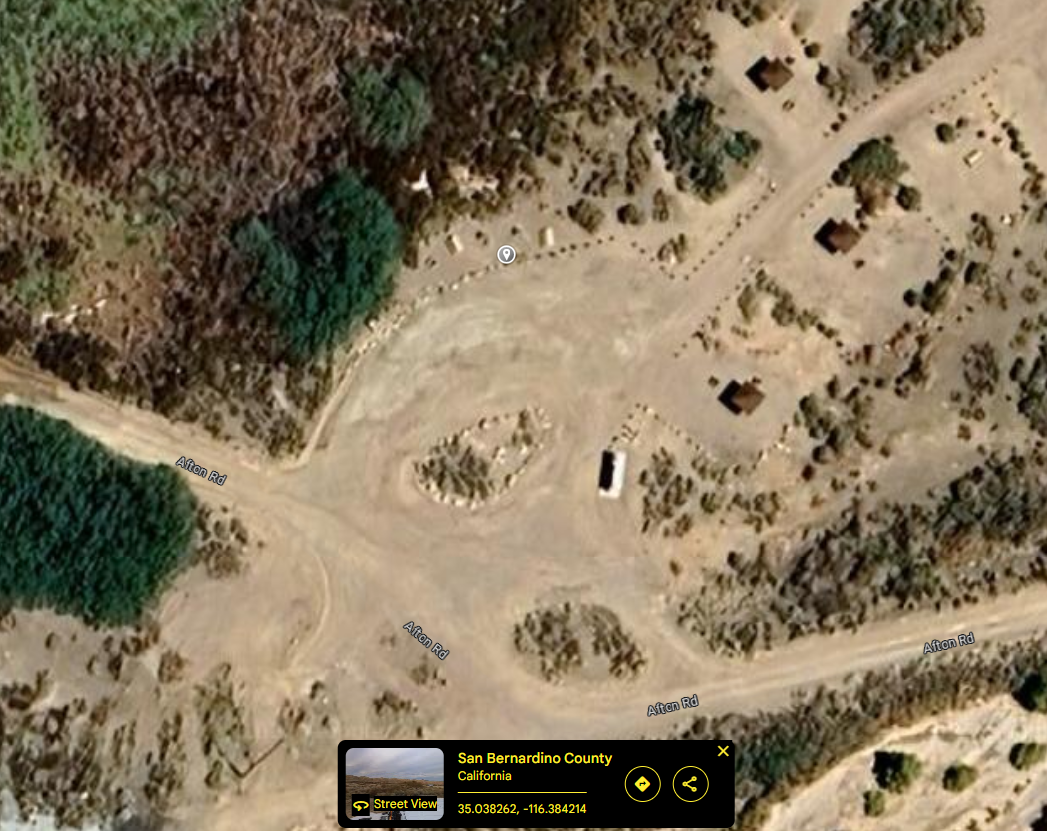 Afton Rd
Afton Rd
Afton Rd
Afton Rd
San Bernardino County
California
Street View
35.038262, -116.384214